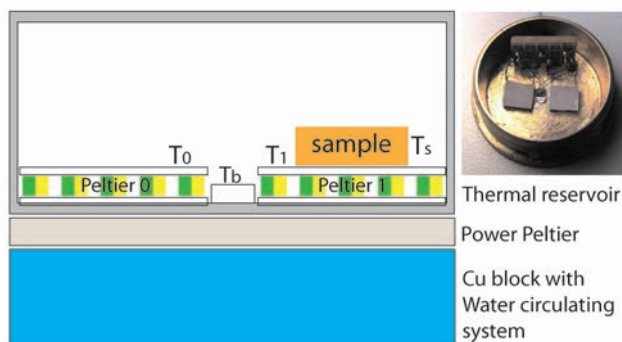 T0
Tb
T1
sample
Ts
Peltier 0
Peltier 1
Thermal reservoir
Power Peltier
Cu block with
Water circulating
system